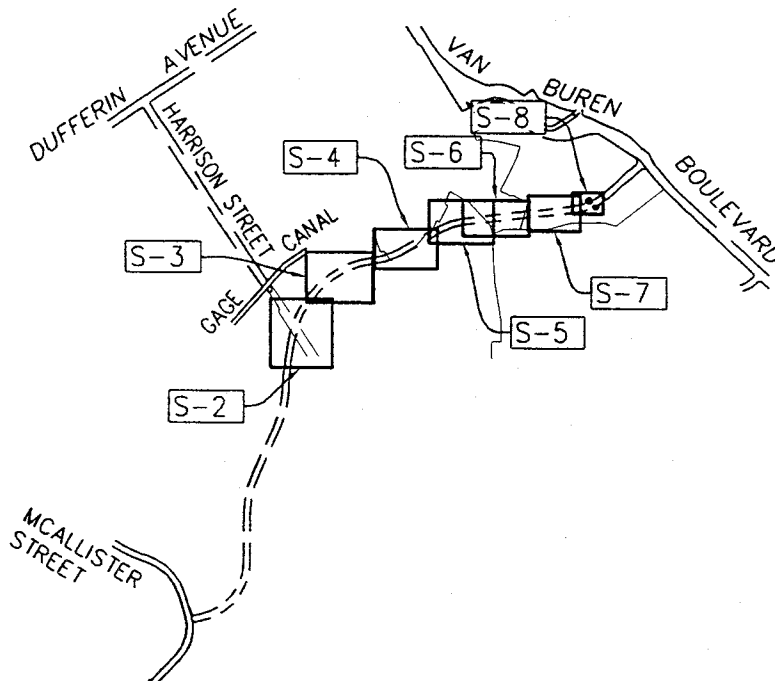 DUFFERIN AVENUE
VAN BUREN BOULEVARD
HARRISON STREET
S-8
S-6
S-4
S-3
GAGE CANAL
S-7
S-5
S-2
MCALLISTER
STREET